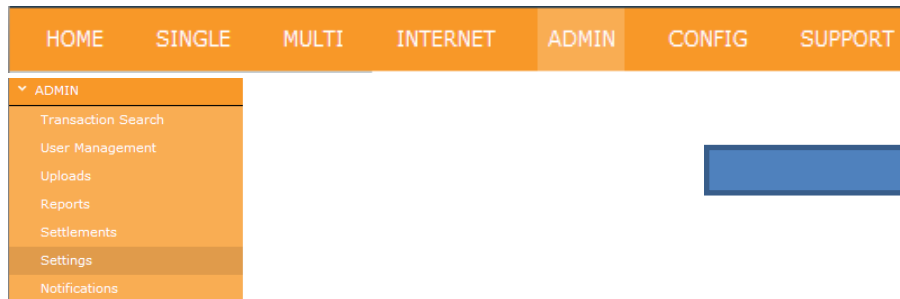 HOME SINGLE MULTI INTERNET ADMIN CONFIG SUPPORT
ADMIN
Transaction Search
User Management
Uploads
Reports
Settlements
Settings
Notifications